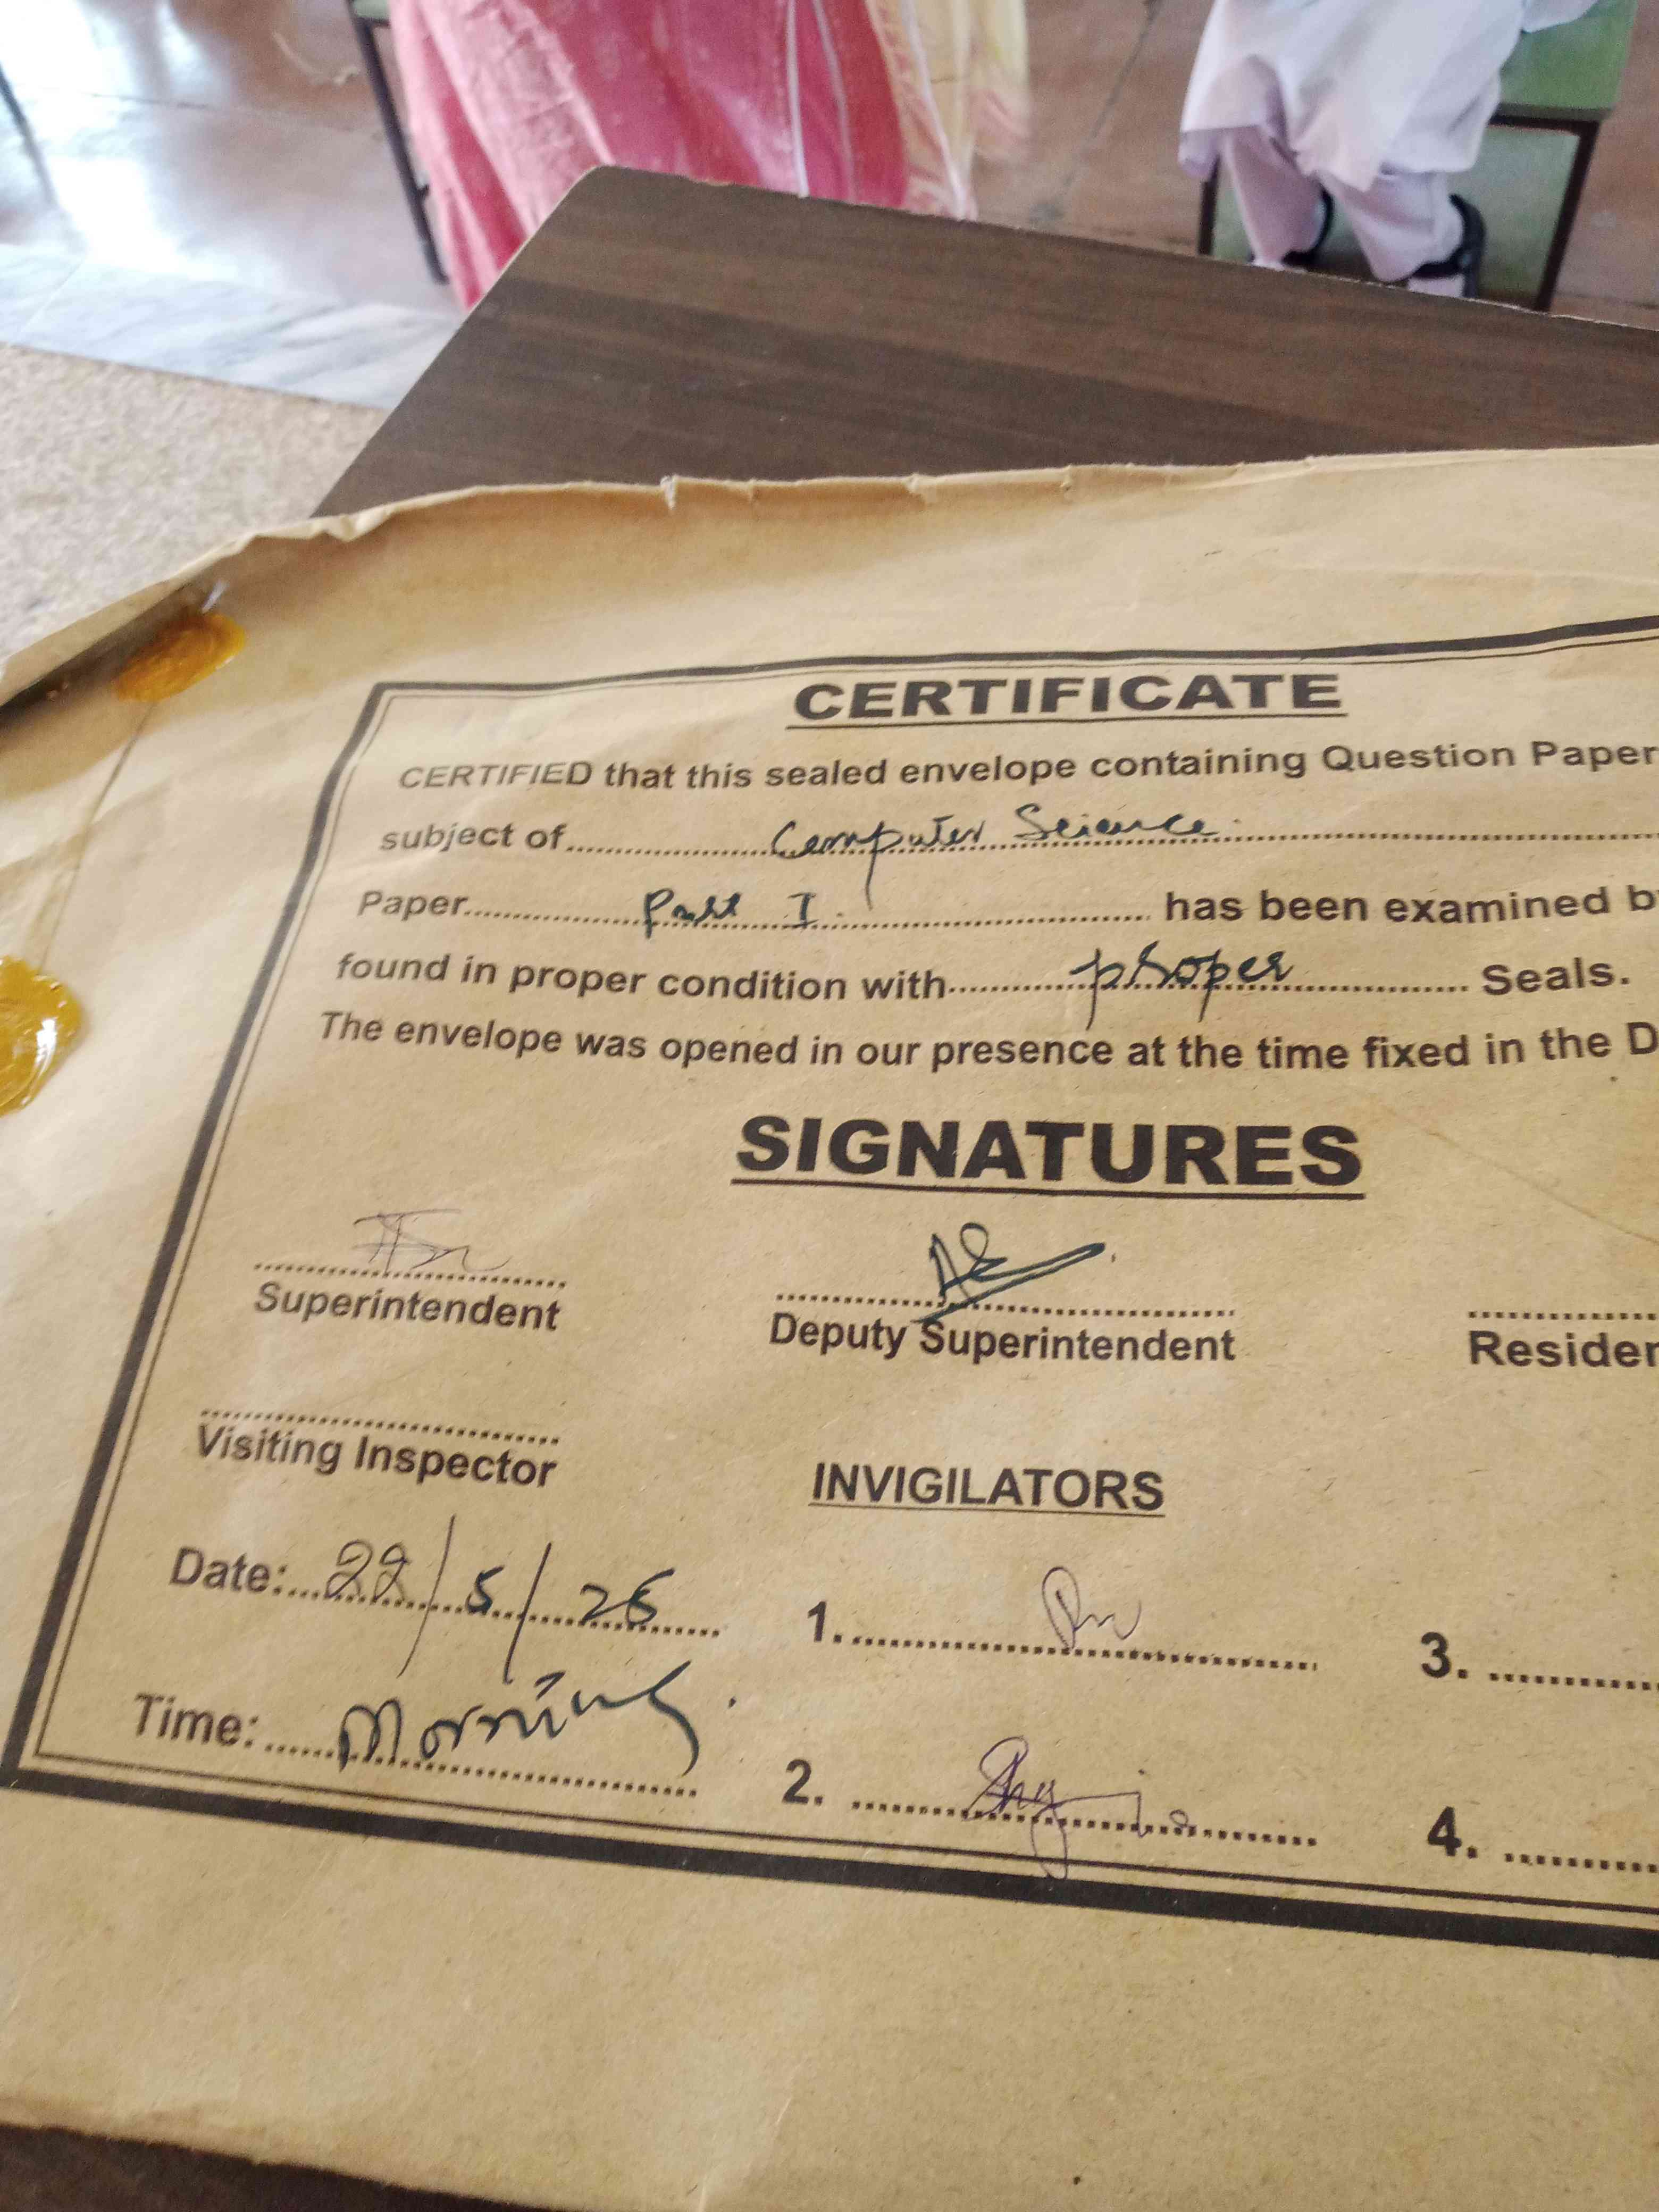 CERTIFICATE
CERTIFIED that this sealed envelope containing Question Paper
subject of Computer Science
Paper Part I has been examined b
found in proper condition with proper Seals.
The envelope was opened in our presence at the time fixed in the D
SIGNATURES
Superintendent Deputy Superintendent Residen
Visiting Inspector
INVIGILATORS
Date: 22/5/26 1. 3.
Time: Morning. 2. 4.